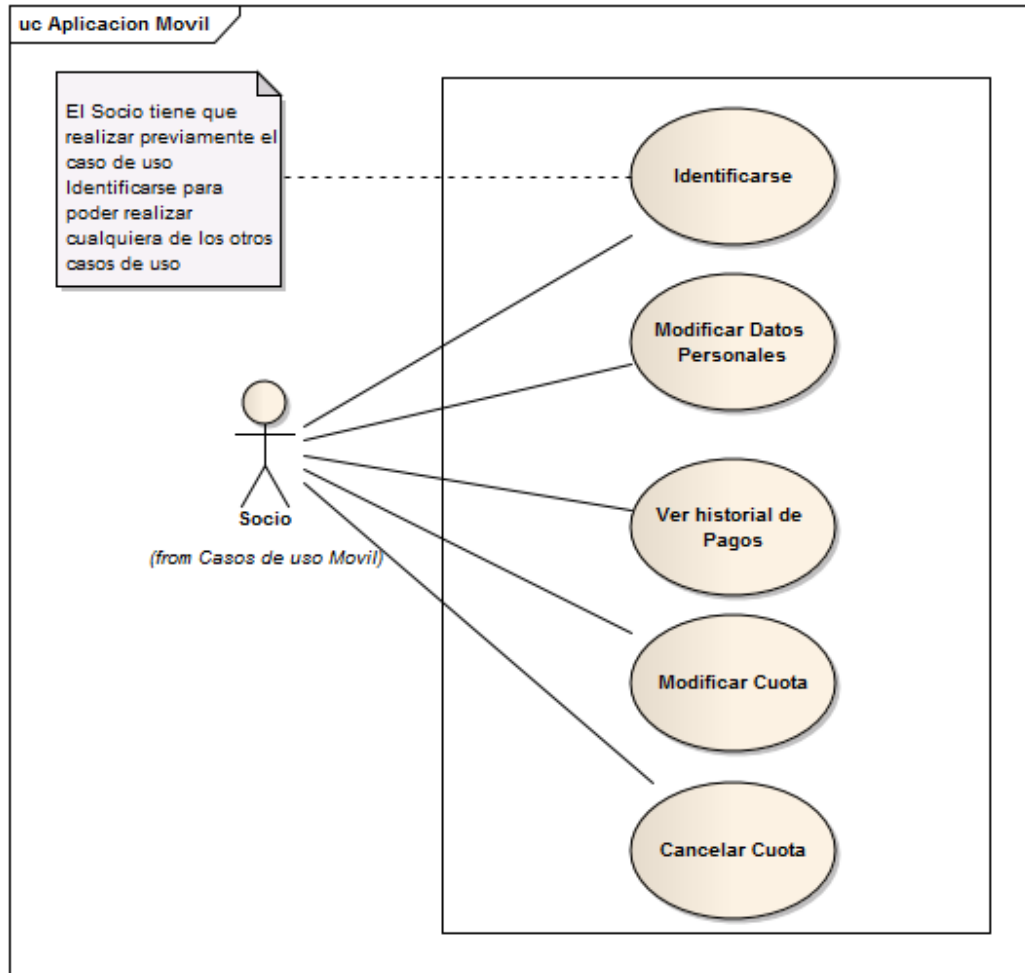 uc Aplicacion Movil
El Socio tiene que
realizar previamente el
caso de uso
Identificarse para
poder realizar
cualquiera de los otros
casos de uso
Identificarse
Modificar Datos
Personales
Socio
(from Casos de uso Movil)
Ver historial de
Pagos
Modificar Cuota
Cancelar Cuota